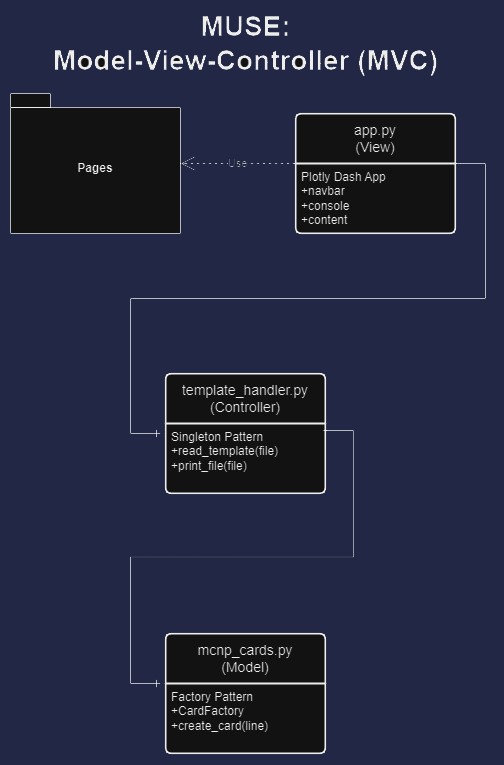 MUSE:
Model-View-Controller (MVC)
Pages
Use
app.py
(View)
Plotly Dash App
+navbar
+console
+content
template_handler.py
(Controller)
Singleton Pattern
+read_template(file)
+print_file(file)
mcnp_cards.py
(Model)
Factory Pattern
+CardFactory
+create_card(line)